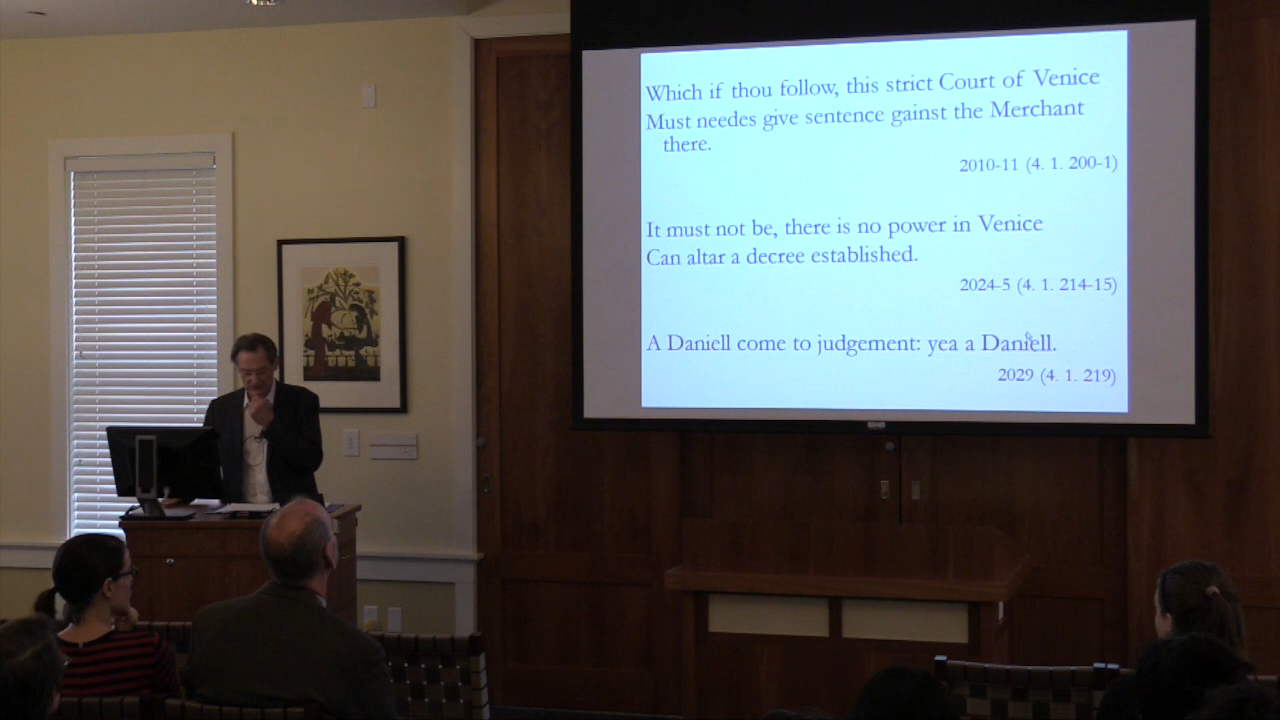 Which if thou follow, this strict Court of Venice
Must needes give sentence gainst the Merchant
there.
2010-11 (4. 1. 200-1)
It must not be, there is no power in Venice
Can altar a decree established.
2024-5 (4. 1. 214-15)
A Daniell come to judgement: yea a Daniell.
2029 (4. 1. 219)